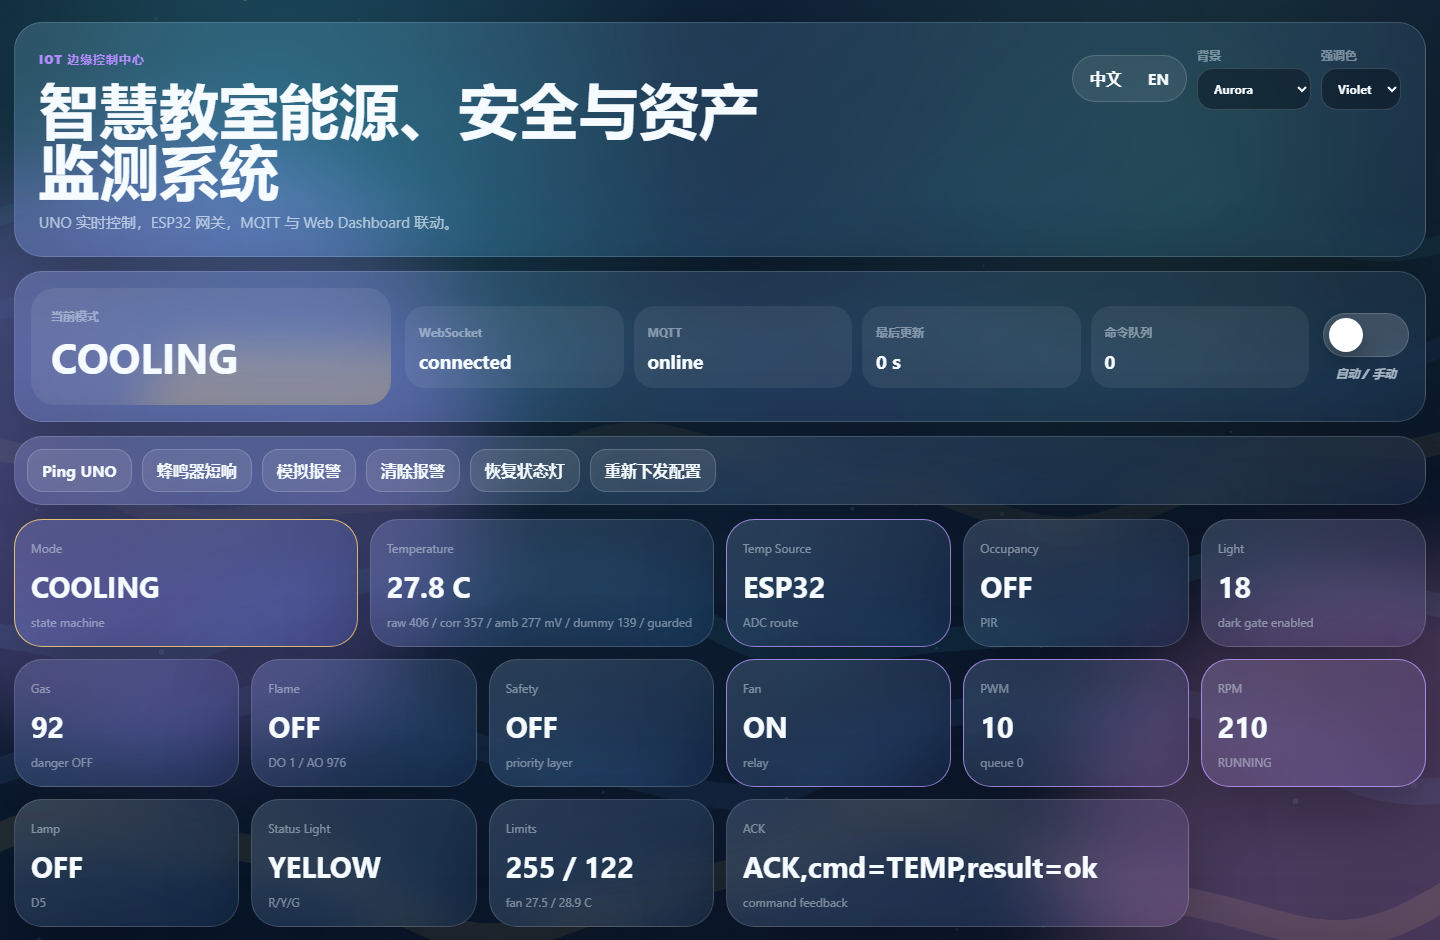 IOT 边缘控制中心
智慧教室能源、安全与资产
监测系统
UNO 实时控制，ESP32 网关，MQTT 与 Web Dashboard 联动。
中文 EN
背景
Aurora
强调色
Violet
当前模式
COOLING
WebSocket
connected
MQTT
online
最后更新
0 s
命令队列
0
自动 / 手动
Ping UNO
蜂鸣器短响
模拟报警
清除报警
恢复状态灯
重新下发配置
Mode
COOLING
state machine
Temperature
27.8 C
raw 406 / corr 357 / amb 277 mV / dummy 139 / guarded
Temp Source
ESP32
ADC route
Occupancy
OFF
PIR
Light
18
dark gate enabled
Gas
92
danger OFF
Flame
OFF
DO 1 / AO 976
Safety
OFF
priority layer
Fan
ON
relay
PWM
10
queue 0
RPM
210
RUNNING
Lamp
OFF
D5
Status Light
YELLOW
R/Y/G
Limits
255 / 122
fan 27.5 / 28.9 C
ACK
ACK,cmd=TEMP,result=ok
command feedback